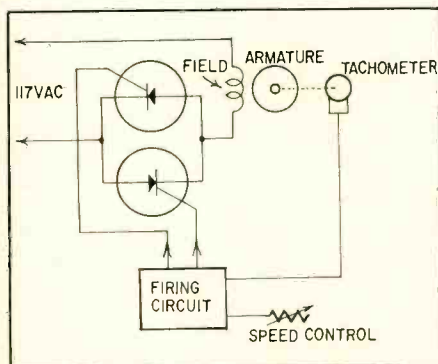 ARMATURE
TACHOMETER
FIELD
117VAC
FIRING
CIRCUIT
SPEED CONTROL